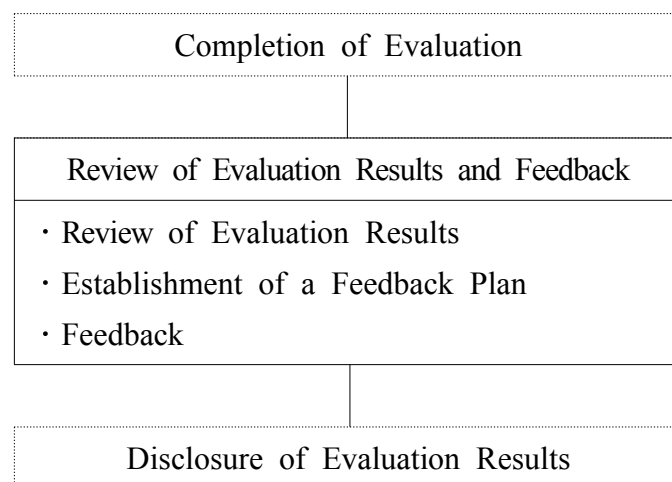 Completion of Evaluation
Review of Evaluation Results and Feedback
· Review of Evaluation Results
· Establishment of a Feedback Plan
· Feedback
Disclosure of Evaluation Results